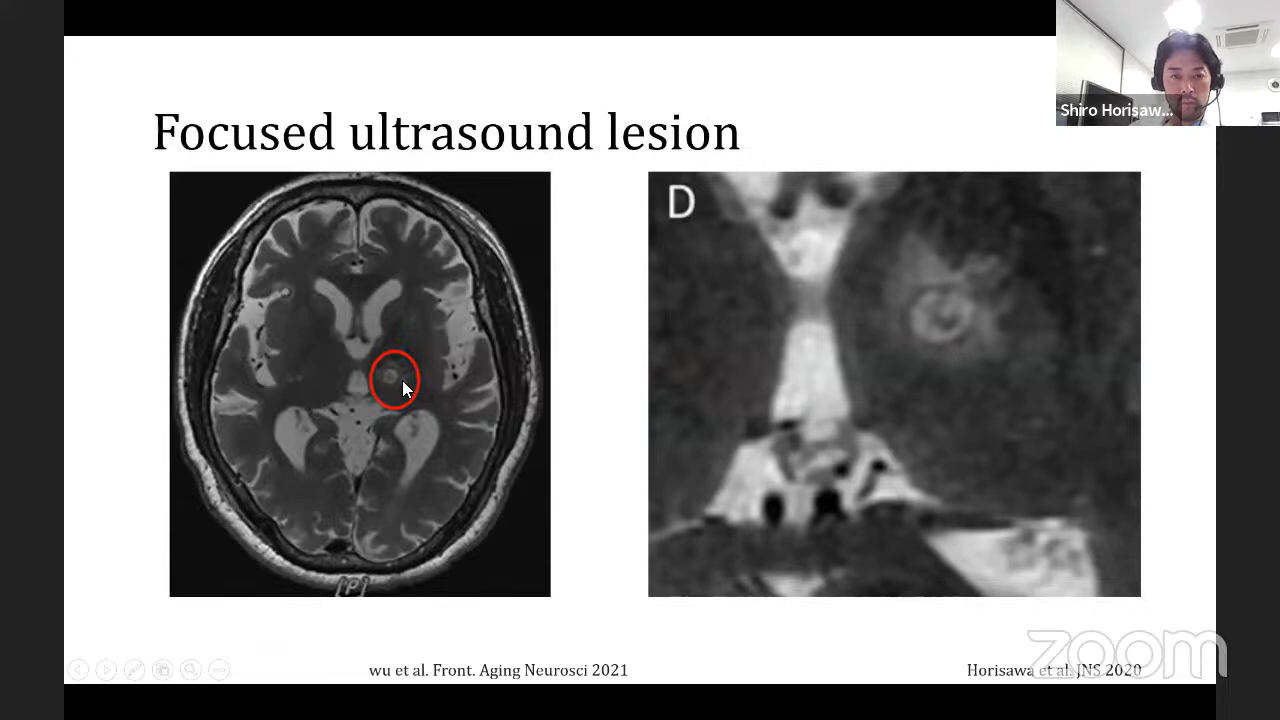 Shiro Horisaw...
Focused ultrasound lesion
D
[P]
wu et al. Front. Aging Neurosci 2021
Horisawa et al. JNS 2020
zoom